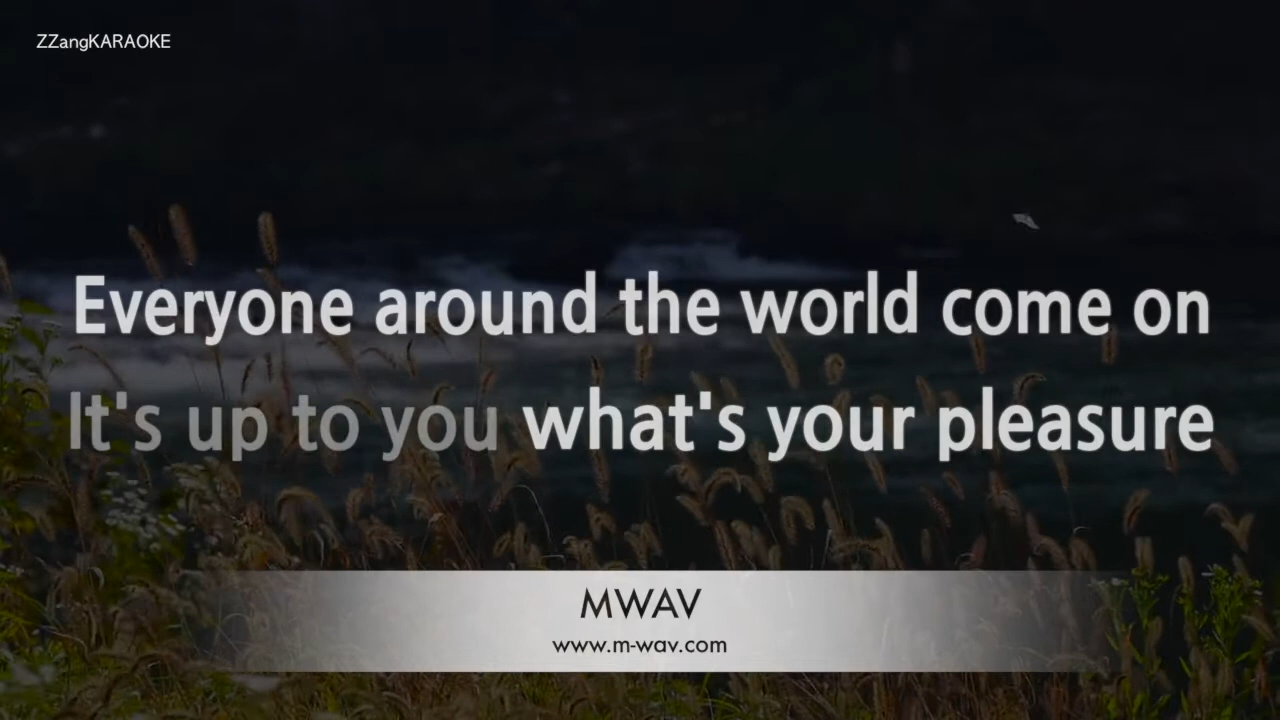 ZZangKARAOKE
Everyone around the world come on
It's up to you what's your pleasure
MWAV
www.m-wav.com